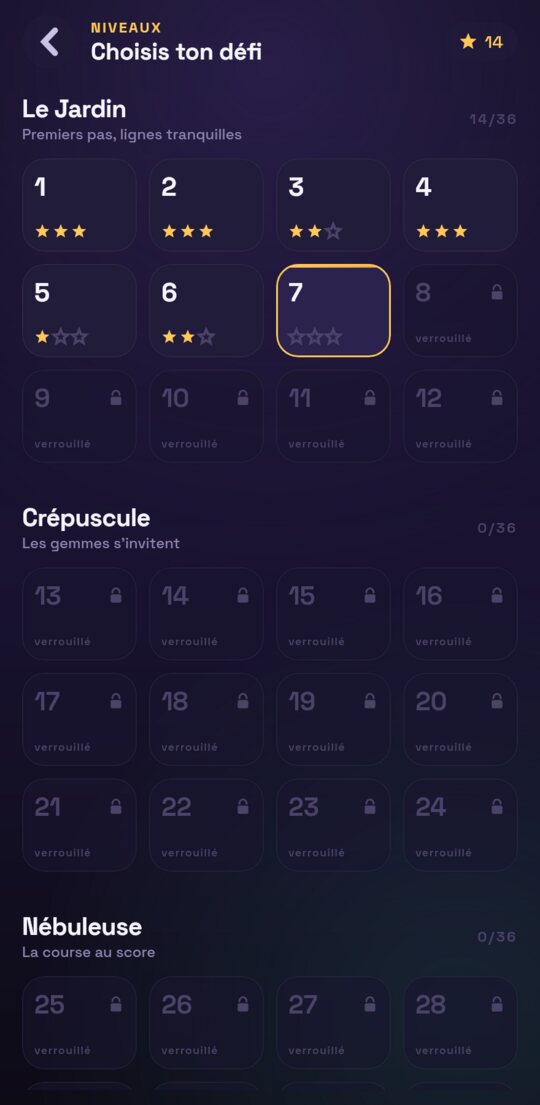 NIVEAUX
Choisis ton défi
14
Le Jardin
14/36
Premiers pas, lignes tranquilles
1
2
3
4
5
6
7
8
verrouillé
9
10
11
12
verrouillé
verrouillé
verrouillé
verrouillé
Crépuscule
0/36
Les gemmes s'invitent
13
14
15
16
verrouillé
verrouillé
verrouillé
verrouillé
17
18
19
20
verrouillé
verrouillé
verrouillé
verrouillé
21
22
23
24
verrouillé
verrouillé
verrouillé
verrouillé
Nébuleuse
0/36
La course au score
25
26
27
28
verrouillé
verrouillé
verrouillé
verrouillé